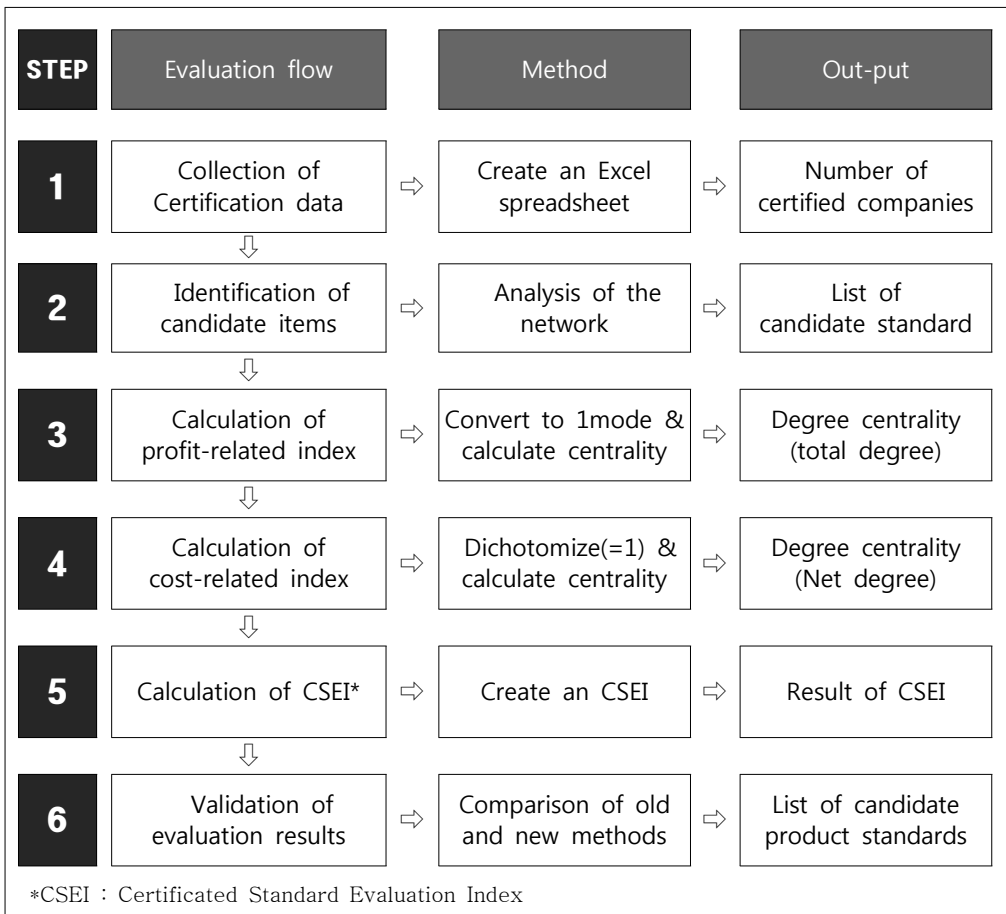 STEP Evaluation flow Method Out-put
1
Collection of
Certification data
⇨
Create an Excel
spreadsheet
⇨
Number of
certified companies
⇩
2
Identification of
candidate items
⇨
Analysis of the
network
⇨
List of
candidate standard
⇩
3
Calculation of
profit-related index
⇨
Convert to 1mode &
calculate centrality
⇨
Degree centrality
(total degree)
⇩
4
Calculation of
cost-related index
⇨
Dichotomize(=1) &
calculate centrality
⇨
Degree centrality
(Net degree)
⇩
5
Calculation of CSEI*
⇨
Create an CSEI
⇨
Result of CSEI
⇩
6
Validation of
evaluation results
⇨
Comparison of old
and new methods
⇨
List of candidate
product standards
*CSEI : Certificated Standard Evaluation Index